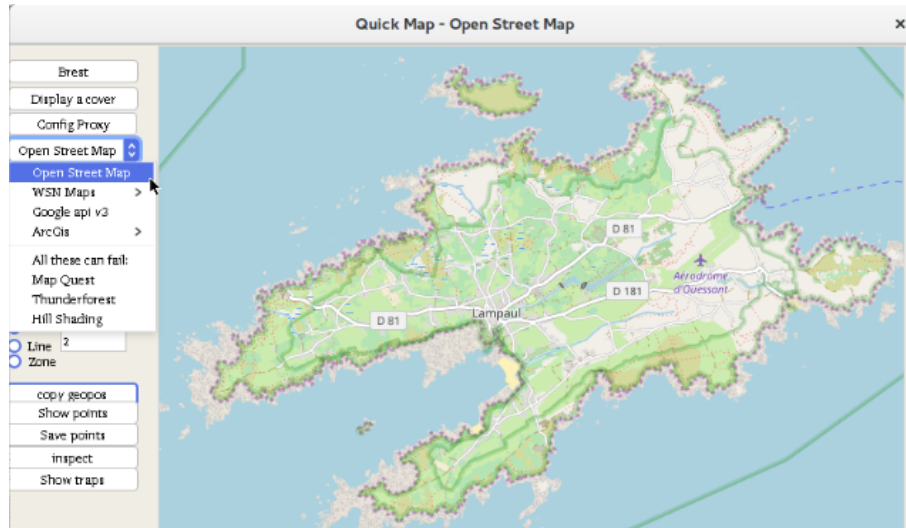 Quick Map - Open Street Map
×
Brest
Display a cover
Config Proxy
Open Street Map
Open Street Map
WSN Maps >
Google api v3
ArcGis >
All these can fail:
Map Quest
Thunderforest
Hill Shading
Line 2
Zone
copy geopos
Show points
Save points
inspect
Show traps
D 81
Aérodrome
d'Ouessant
D 181
Lampaul
D 81